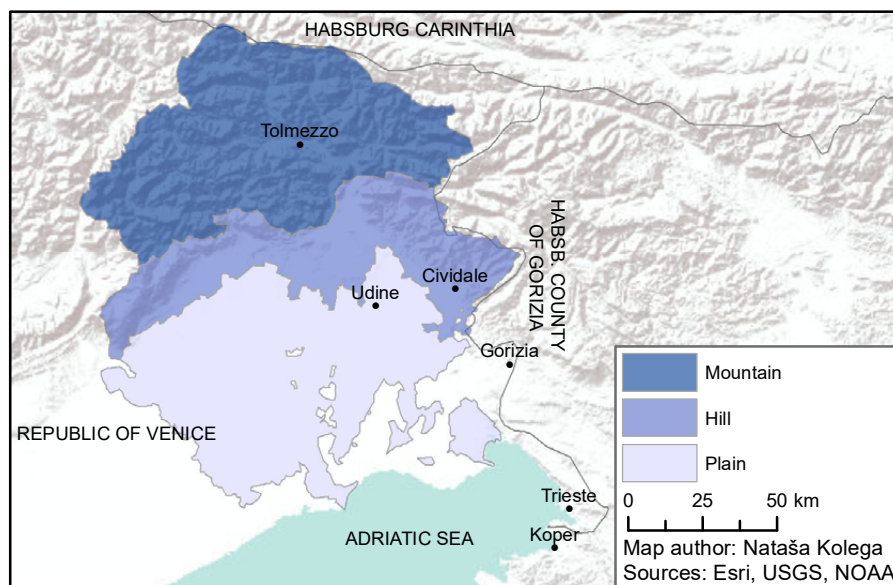 HABSBURG CARINTHIA
Tolmezzo
HABSB. COUNTY
OF GORIZIA
Cividale
Udine
Gorizia
REPUBLIC OF VENICE
Trieste
Koper
ADRIATIC SEA
Mountain
Hill
Plain
0 25 50 km
Map author: Nataša Kolega
Sources: Esri, USGS, NOAA